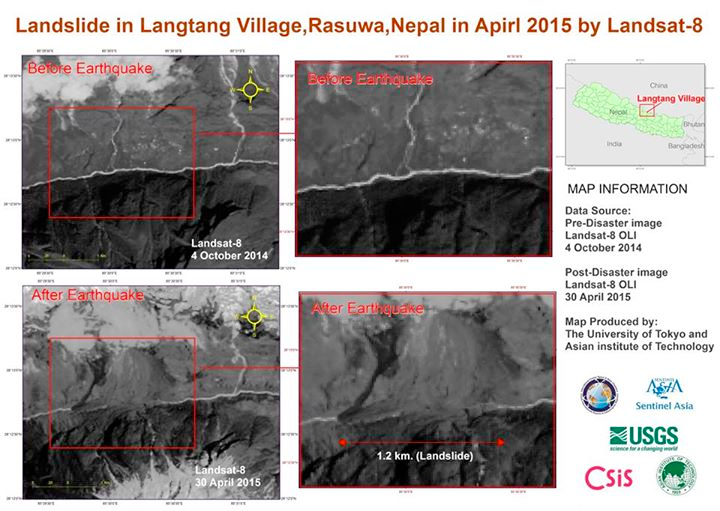 Landslide in Langtang Village,Rasuwa,Nepal in Apirl 2015 by Landsat-8
Before Earthquake
N
W E
S
Landsat-8
4 October 2014
Before Earthquake
China
Langtang Village
Nepal
Bhutan
India
Bangladesh
MAP INFORMATION
Data Source:
Pre-Disaster image
Landsat-8 OLI
4 October 2014
Post-Disaster image
Landsat-8 OLI
30 April 2015
Map Produced by:
The University of Tokyo and
Asian institute of Technology
After Earthquake
N
W E
S
Landsat-8
30 April 2015
After Earthquake
1.2 km. (Landslide)
Sentinel Asia
USGS
science for a changing world
CSiS